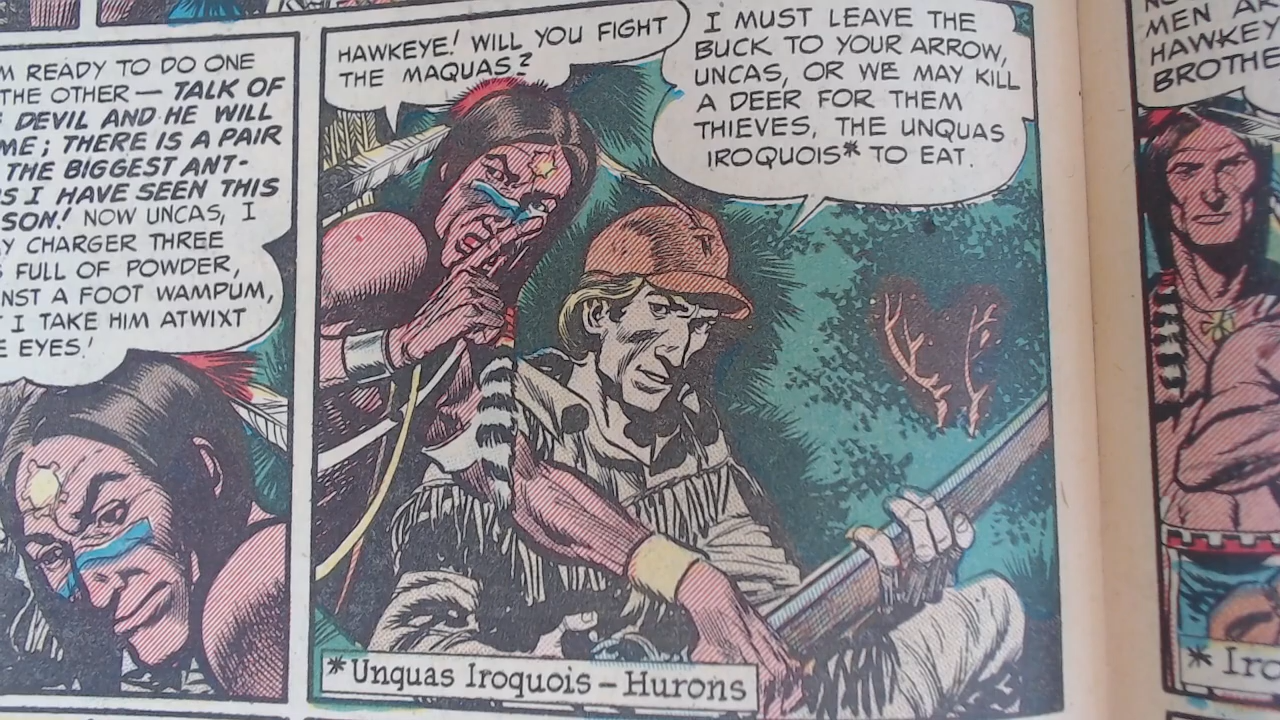 M READY TO DO ONE
THE OTHER — TALK OF
DEVIL AND HE WILL
ME; THERE IS A PAIR
THE BIGGEST ANT-
S I HAVE SEEN THIS
SON! NOW UNCAS, I
Y CHARGER THREE
FULL OF POWDER,
NST A FOOT WAMPUM,
I TAKE HIM ATWIXT
E EYES!
HAWKEYE! WILL YOU FIGHT
THE MAQUAS?
I MUST LEAVE THE
BUCK TO YOUR ARROW,
UNCAS, OR WE MAY KILL
A DEER FOR THEM
THIEVES, THE UNQUAS
IROQUOIS* TO EAT.
*Unquas Iroquois – Hurons
MEN AR
HAWKEY
BROTHE
* Iro